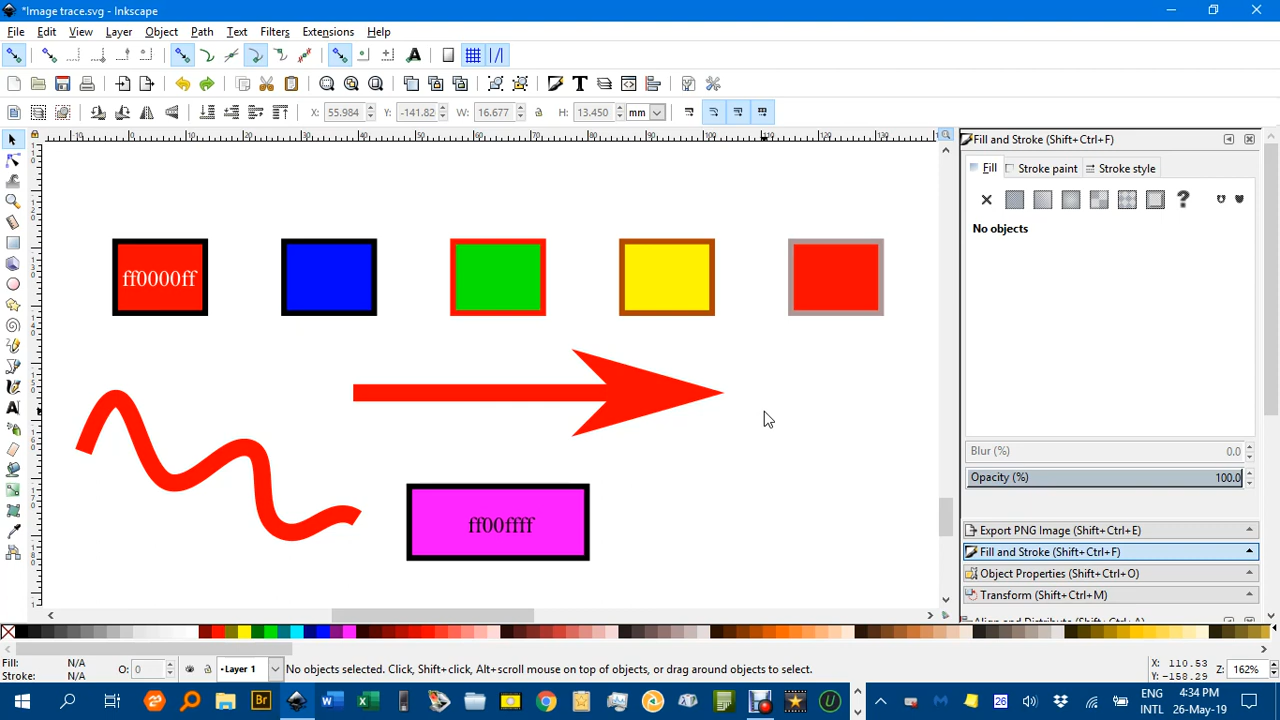 *Image trace.svg - Inkscape
File Edit View Layer Object Path Text Filters Extensions Help
X: 55.984 Y: -141.82 W: 16.677 H: 13.450 mm
Fill and Stroke (Shift+Ctrl+F)
Fill Stroke paint Stroke style
No objects
ff0000ff
ff00ffff
Blur (%) 0.0
Opacity (%) 100.0
Export PNG Image (Shift+Ctrl+E)
Fill and Stroke (Shift+Ctrl+F)
Object Properties (Shift+Ctrl+O)
Transform (Shift+Ctrl+M)
Fill: N/A
Stroke: N/A
O: 0
Layer 1
No objects selected. Click, Shift+click, Alt+scroll mouse on top of objects, or drag around objects to select.
X: 110.53
Y: -158.29
Z: 162%
ENG
INTL
4:34 PM
26-May-19